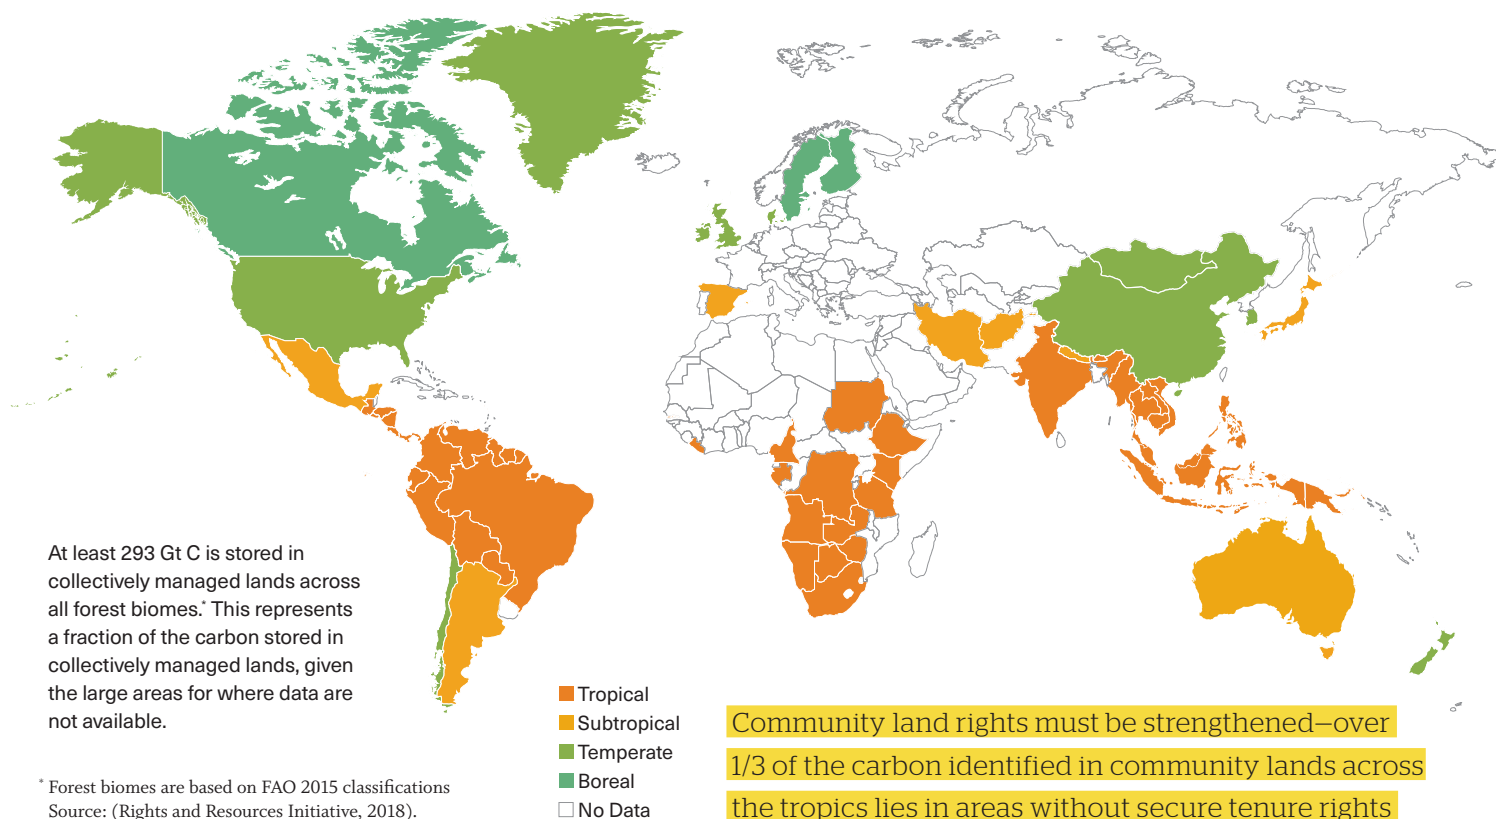 At least 293 Gt C is stored in
collectively managed lands across
all forest biomes.* This represents
a fraction of the carbon stored in
collectively managed lands, given
the large areas for where data are
not available.
* Forest biomes are based on FAO 2015 classifications
Source: (Rights and Resources Initiative, 2018).
Tropical
Subtropical
Temperate
Boreal
No Data
Community land rights must be strengthened—over
1/3 of the carbon identified in community lands across
the tropics lies in areas without secure tenure rights